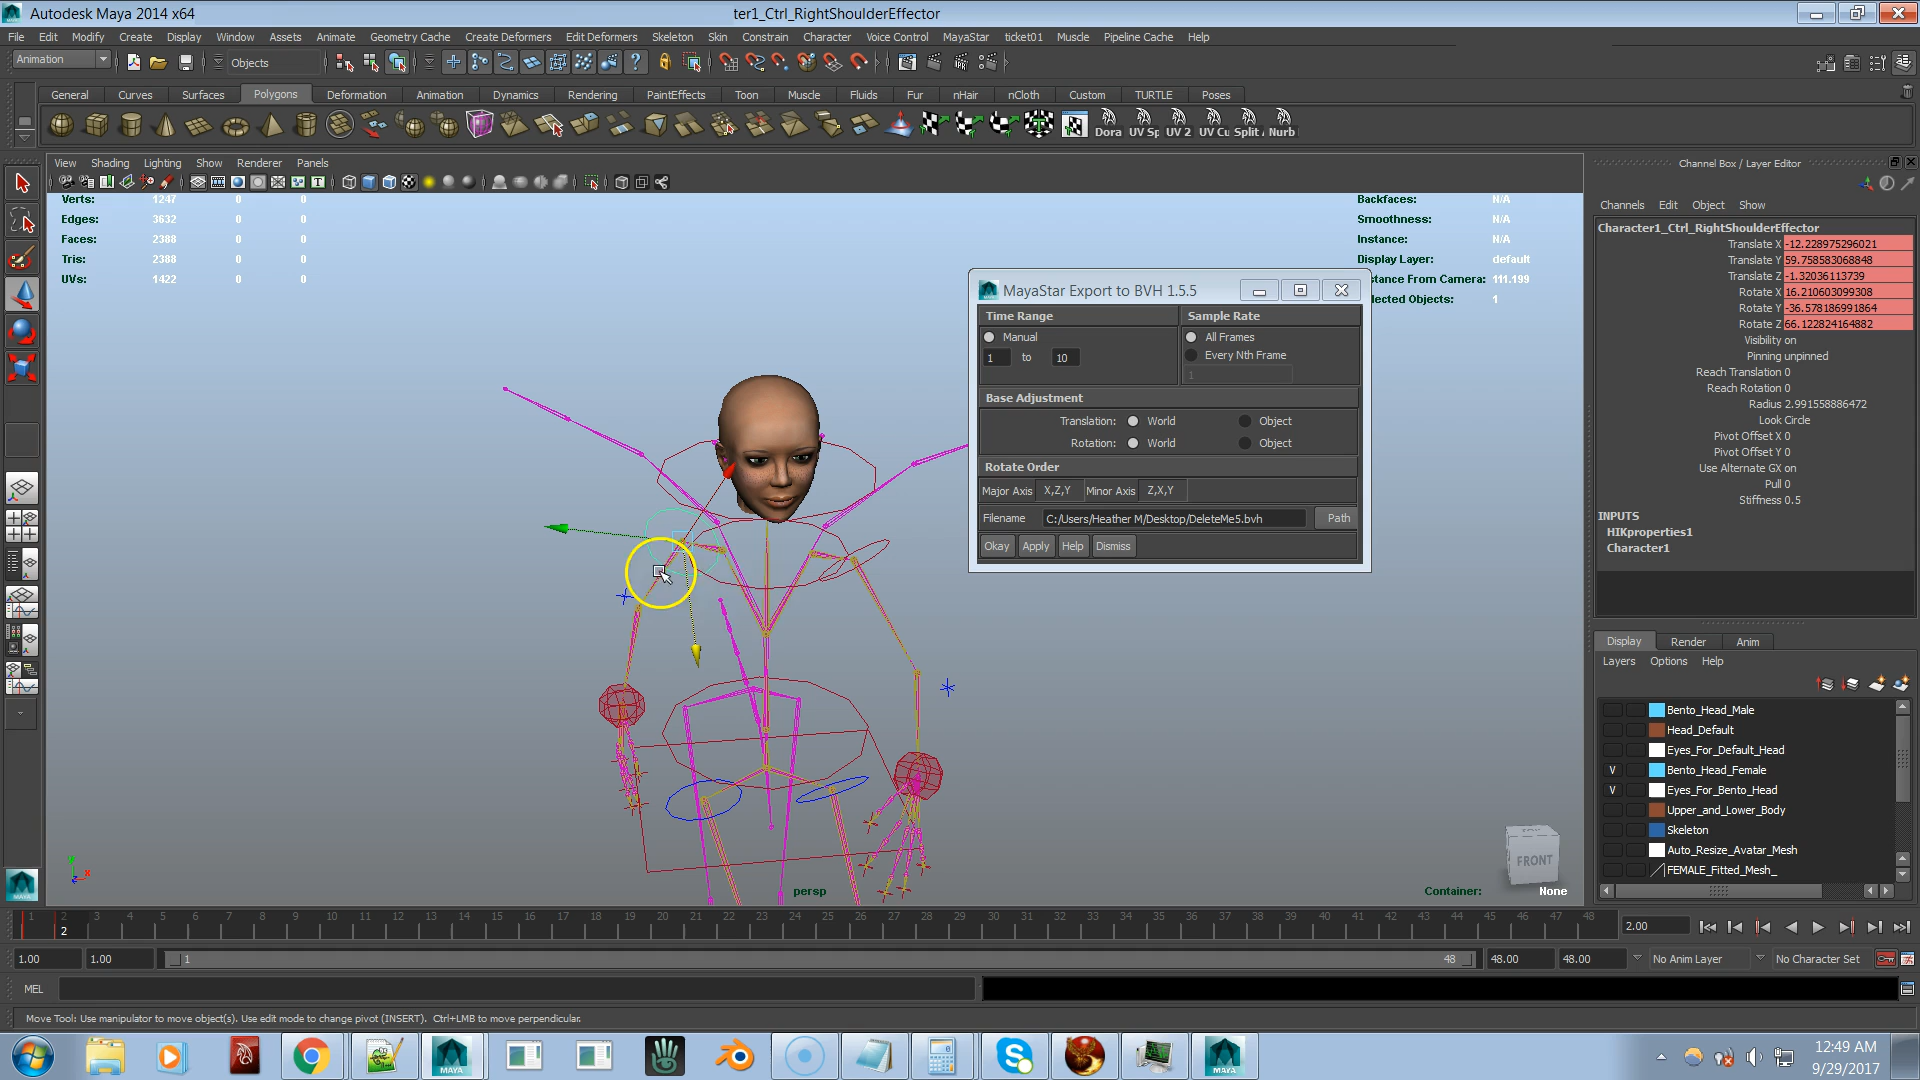 Autodesk Maya 2014 x64
ter1_Ctrl_RightShoulderEffector
File Edit Modify Create Display Window Assets Animate Geometry Cache Create Deformers Edit Deformers Skeleton Skin Constrain Character Voice Control MayaStar ticket01 Muscle Pipeline Cache Help
Animation
Objects
General Curves Surfaces Polygons Deformation Animation Dynamics Rendering PaintEffects Toon Muscle Fluids Fur nHair nCloth Custom TURTLE Poses
Dora UV Sp UV 2 UV Cu Split Nurb
View Shading Lighting Show Renderer Panels
Verts: 1247 0 0
Edges: 3632 0 0
Faces: 2388 0 0
Tris: 2388 0 0
UVs: 1422 0 0
Backfaces: N/A
Smoothness: N/A
Instance: N/A
Display Layer: default
stance From Camera: 111.199
lected Objects: 1
MayaStar Export to BVH 1.5.5
Time Range Sample Rate
Manual All Frames
1 to 10 Every Nth Frame
1
Base Adjustment
Translation: World Object
Rotation: World Object
Rotate Order
Major Axis X,Z,Y Minor Axis Z,X,Y
Filename C:/Users/Heather M/Desktop/DeleteMe5.bvh Path
Okay Apply Help Dismiss
FRONT
persp
Container: None
Channel Box / Layer Editor
Channels Edit Object Show
Character1_Ctrl_RightShoulderEffector
Translate X -12.228975296021
Translate Y 59.758583068848
Translate Z -1.32036113739
Rotate X 16.210603099308
Rotate Y -36.578186991864
Rotate Z 66.122824164882
Visibility on
Pinning unpinned
Reach Translation 0
Reach Rotation 0
Radius 2.991558886472
Look Circle
Pivot Offset X 0
Pivot Offset Y 0
Pivot Offset Z 0
Use Alternate GX on
Pull 0
Stiffness 0.5
INPUTS
HIKproperties1
Character1
Display Render Anim
Layers Options Help
Bento_Head_Male
Head_Default
Eyes_For_Default_Head
V Bento_Head_Female
V Eyes_For_Bento_Head
Upper_and_Lower_Body
Skeleton
Auto_Resize_Avatar_Mesh
FEMALE_Fitted_Mesh_
1 2 3 4 5 6 7 8 9 10 11 12 13 14 15 16 17 18 19 20 21 22 23 24 25 26 27 28 29 30 31 32 33 34 35 36 37 38 39 40 41 42 43 44 45 46 47 48
2
2.00
1.00 1.00 1 48 48.00 48.00 No Anim Layer No Character Set
MEL
Move Tool: Use manipulator to move object(s). Use edit mode to change pivot (INSERT). Ctrl+LMB to move perpendicular.
MAYA
12:49 AM
9/29/2017